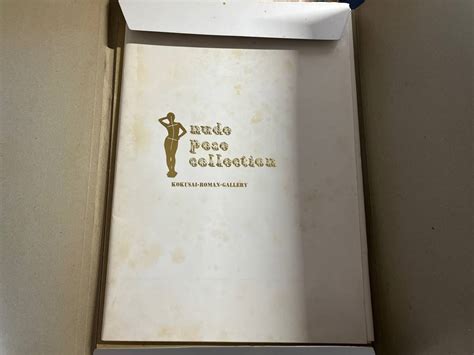 nude
pose
collection
KOKUSAI-ROMAN-GALLERY